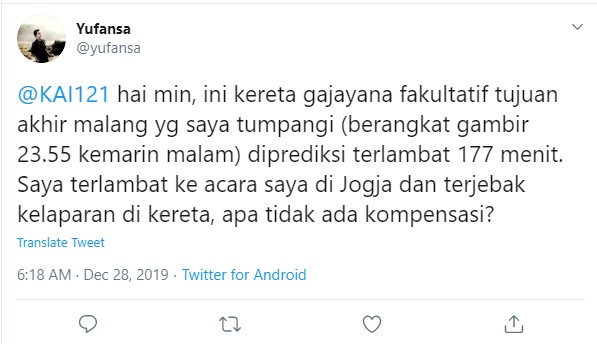 Yufansa
@yufansa
@KAI121 hai min, ini kereta gajayana fakultatif tujuan
akhir malang yg saya tumpangi (berangkat gambir
23.55 kemarin malam) diprediksi terlambat 177 menit.
Saya terlambat ke acara saya di Jogja dan terjebak
kelaparan di kereta, apa tidak ada kompensasi?
Translate Tweet
6:18 AM · Dec 28, 2019 · Twitter for Android